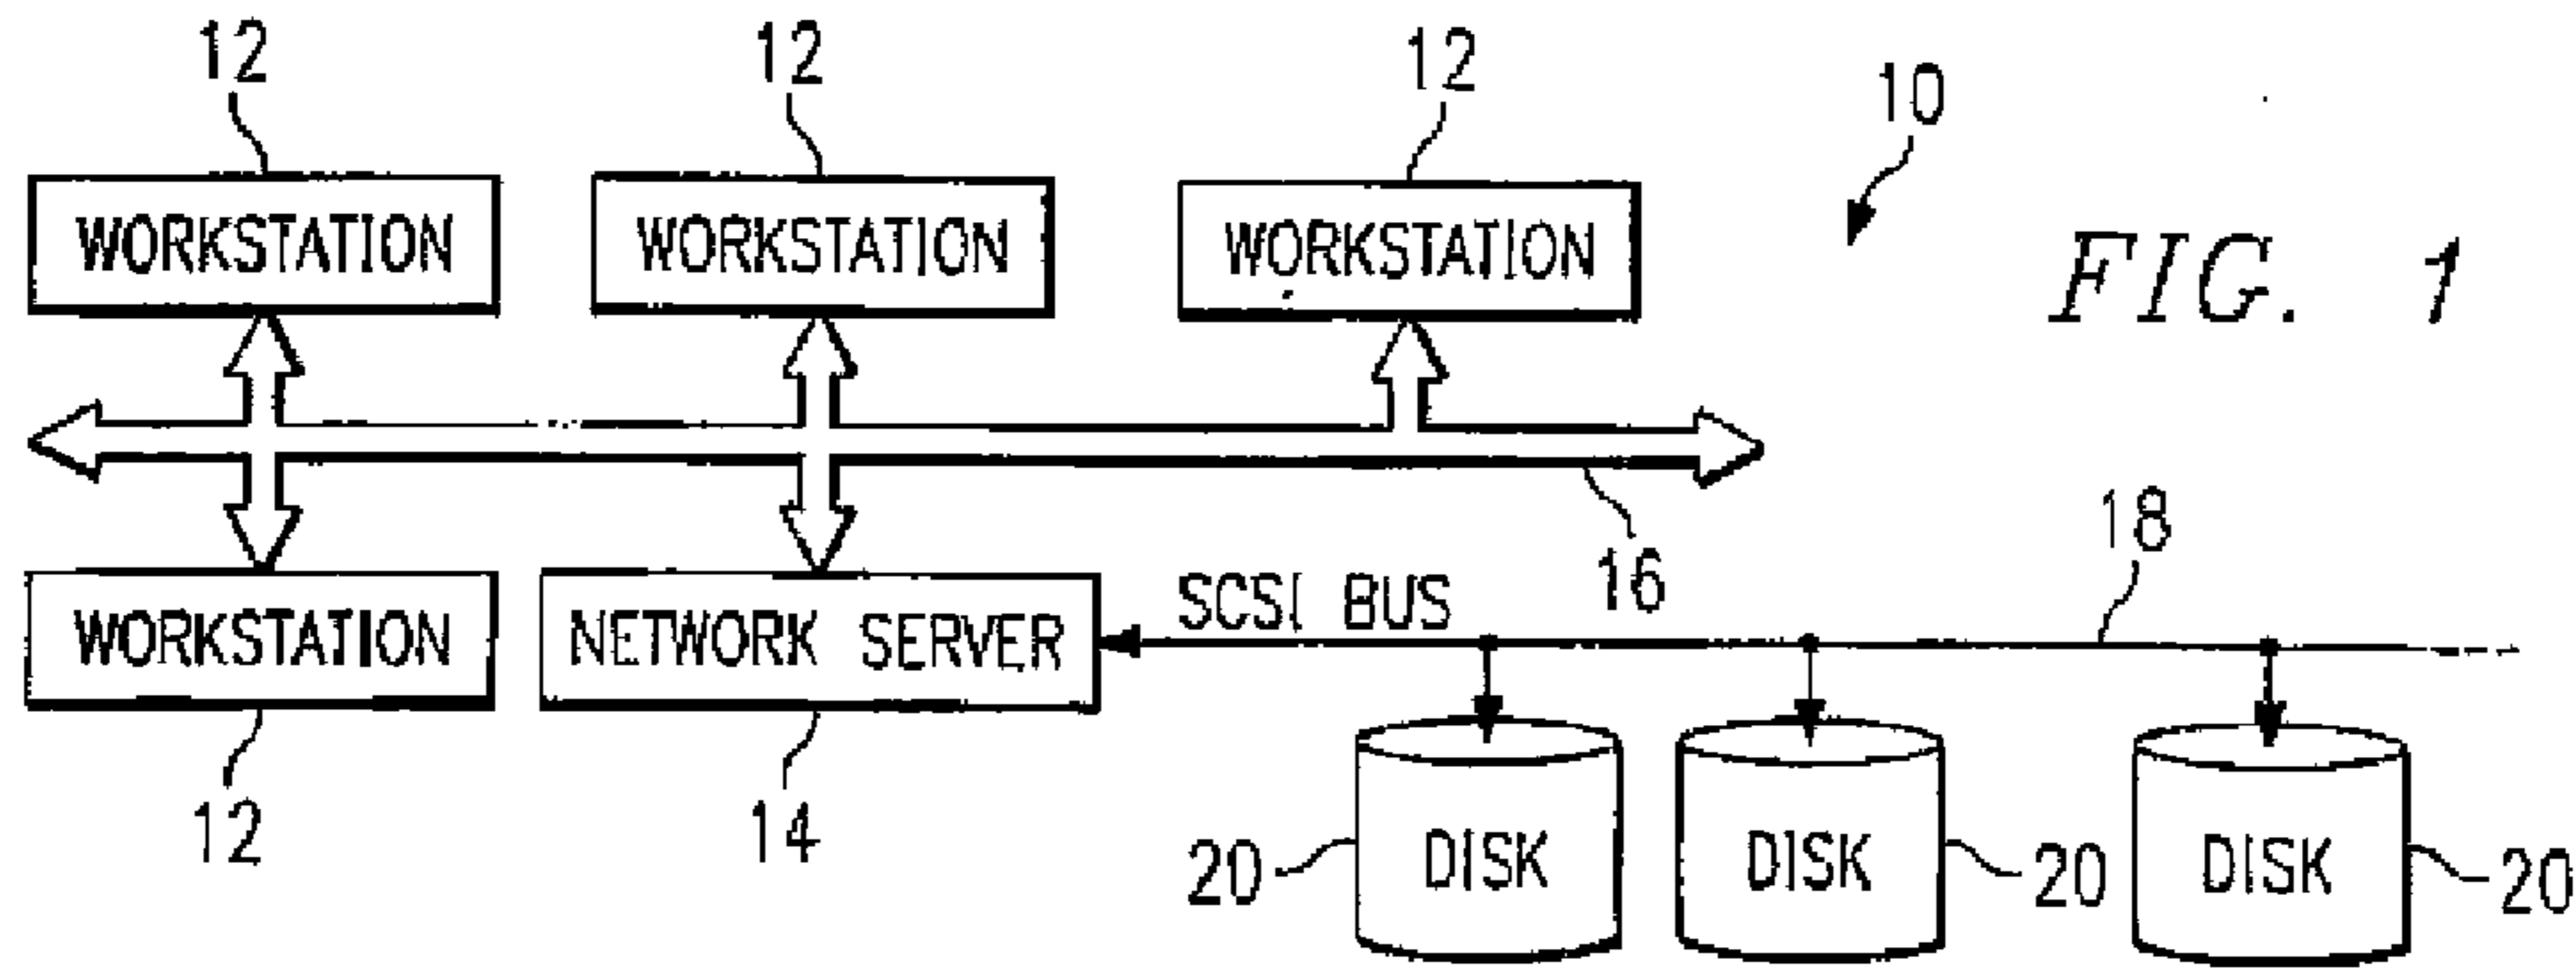 12 12 12 10
WORKSTATION WORKSTATION WORKSTATION
FIG. 1
16 18
SCSI BUS
WORKSTATION NETWORK SERVER
12 14
20 DISK DISK 20 DISK 20